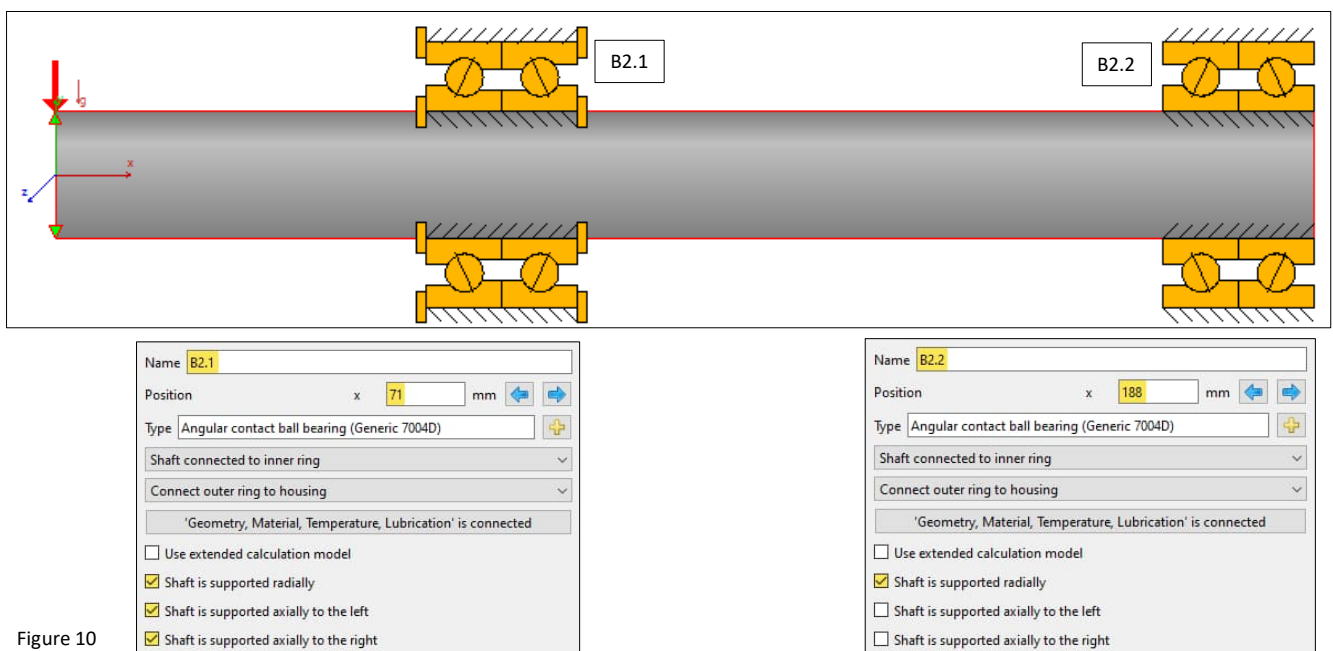 B2.1
B2.2
g
y
x
z
Name B2.1
Position x 71 mm
Type Angular contact ball bearing (Generic 7004D)
Shaft connected to inner ring
Connect outer ring to housing
'Geometry, Material, Temperature, Lubrication' is connected
Use extended calculation model
Shaft is supported radially
Shaft is supported axially to the left
Shaft is supported axially to the right
Name B2.2
Position x 188 mm
Type Angular contact ball bearing (Generic 7004D)
Shaft connected to inner ring
Connect outer ring to housing
'Geometry, Material, Temperature, Lubrication' is connected
Use extended calculation model
Shaft is supported radially
Shaft is supported axially to the left
Shaft is supported axially to the right
Figure 10